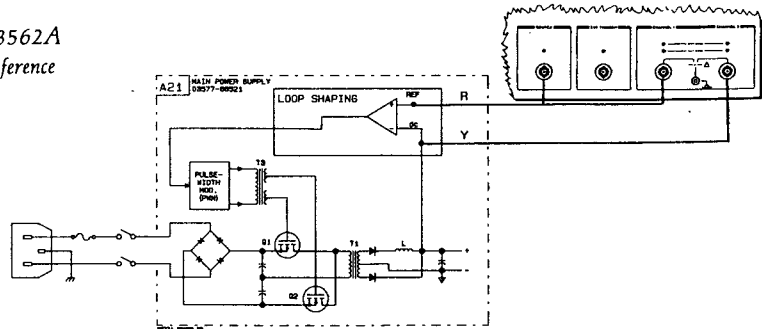 3562A
ference
A21 MAIN POWER SUPPLY
03577-66521
LOOP SHAPING
REF
R
+
-
DC
Y
PULSE-
WIDTH
MOD.
(PWM)
T3
Q1
T1
L
+
-
Q2